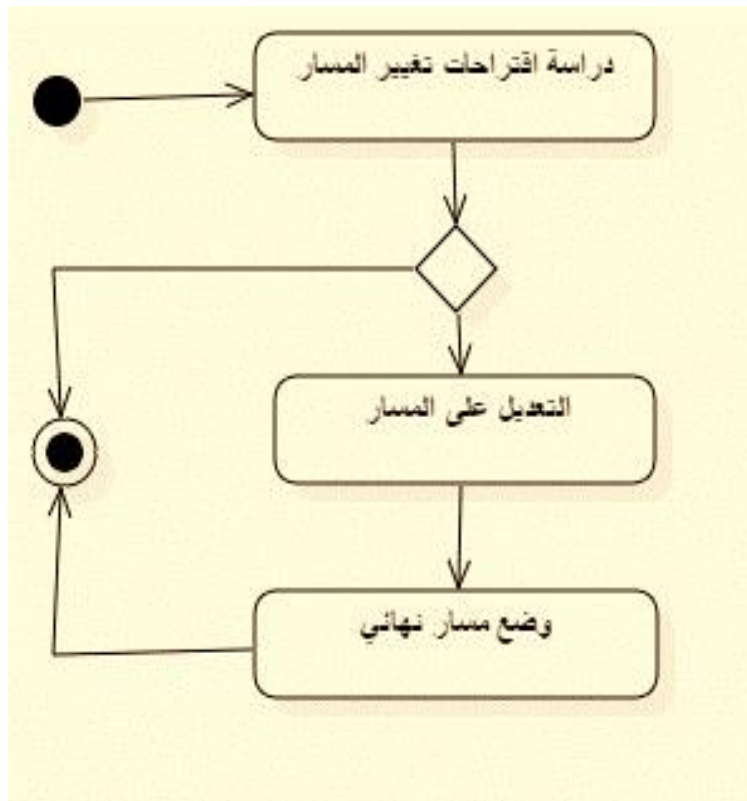 دراسة اقتراحات تغيير المسار
التعديل على المسار
وضع مسار نهائي